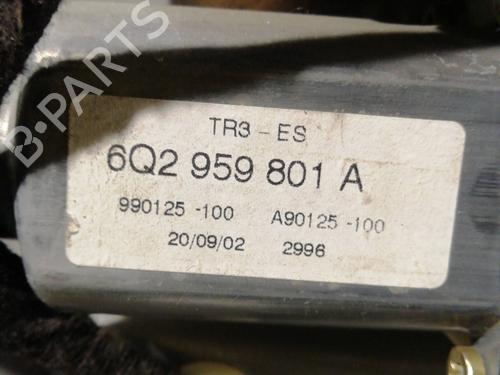 TR3 - ES
6Q2 959 801 A
990125 -100 A90125 -100
20/09/02 2996
B-PARTS